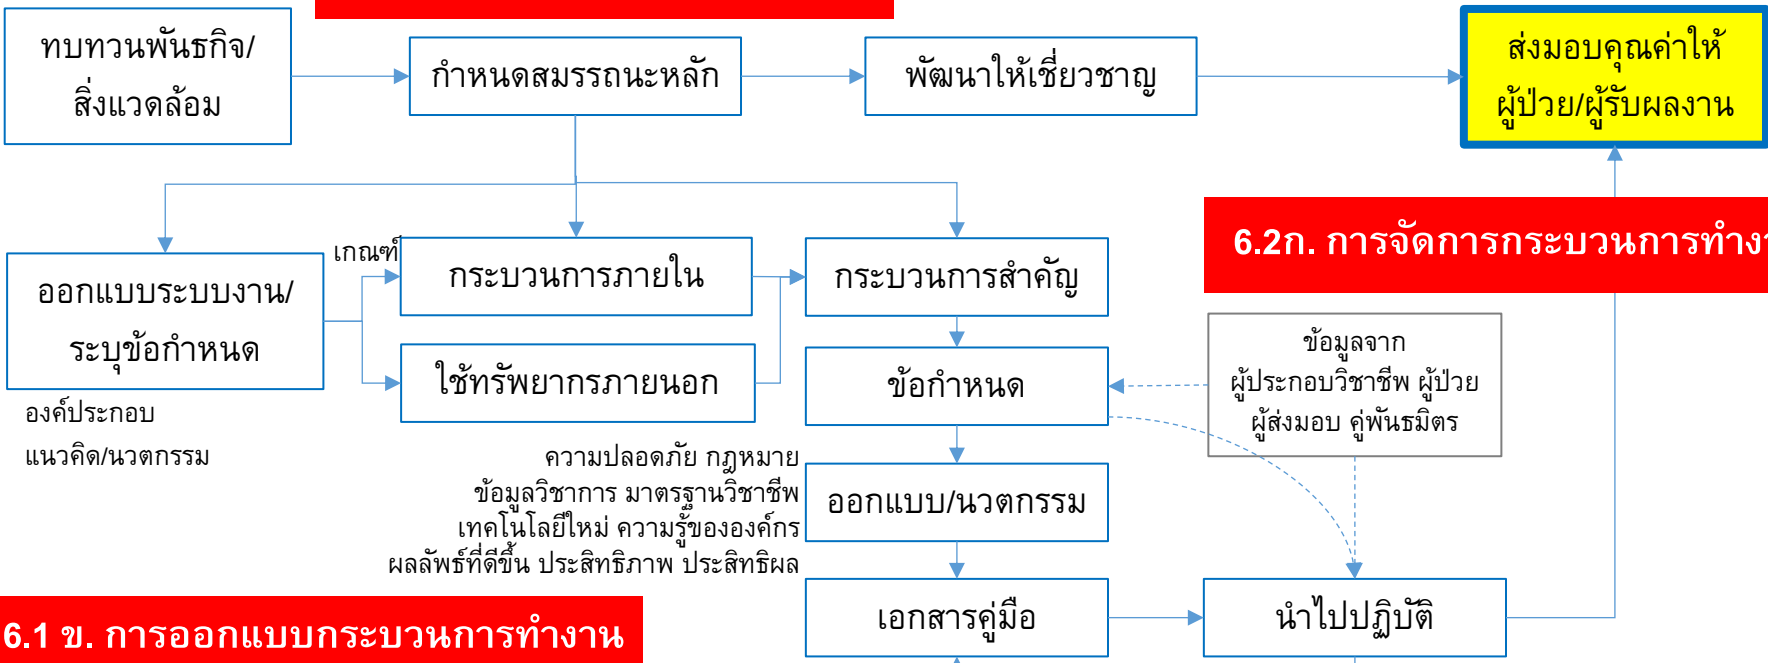 ทบทวนพันธกิจ/
สิ่งแวดล้อม
กำหนดสมรรถนะหลัก
พัฒนาให้เชี่ยวชาญ
ส่งมอบคุณค่าให้
ผู้ป่วย/ผู้รับผลงาน
6.2ก. การจัดการกระบวนการทำงา
เกณฑ์
ออกแบบระบบงาน/
ระบุข้อกำหนด
กระบวนการภายใน
กระบวนการสำคัญ
ใช้ทรัพยากรภายนอก
ข้อกำหนด
ข้อมูลจาก
ผู้ประกอบวิชาชีพ ผู้ป่วย
ผู้ส่งมอบ คู่พันธมิตร
องค์ประกอบ
แนวคิด/นวตกรรม
ความปลอดภัย กฎหมาย
ข้อมูลวิชาการ มาตรฐานวิชาชีพ
เทคโนโลยีใหม่ ความรู้ขององค์กร
ผลลัพธ์ที่ดีขึ้น ประสิทธิภาพ ประสิทธิผล
ออกแบบ/นวตกรรม
เอกสารคู่มือ
นำไปปฏิบัติ
6.1 ข. การออกแบบกระบวนการทำงาน